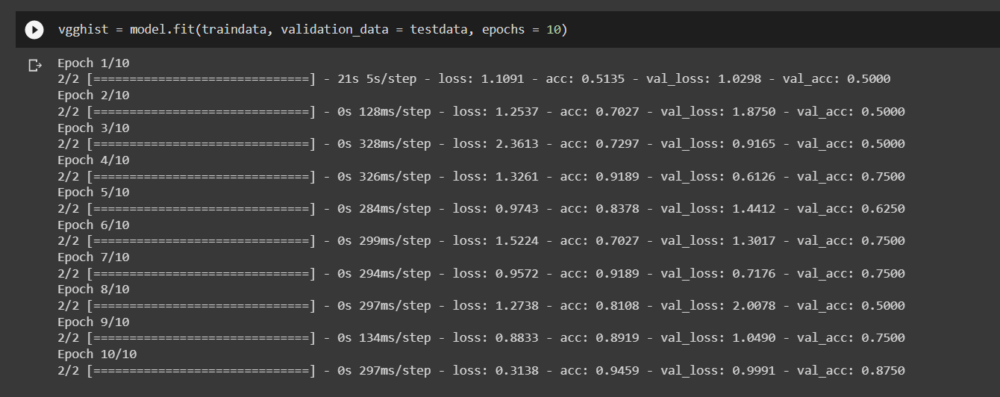 vgghist = model.fit(traindata, validation_data = testdata, epochs = 10)
Epoch 1/10
2/2 [==============================] - 21s 5s/step - loss: 1.1091 - acc: 0.5135 - val_loss: 1.0298 - val_acc: 0.5000
Epoch 2/10
2/2 [==============================] - 0s 128ms/step - loss: 1.2537 - acc: 0.7027 - val_loss: 1.8750 - val_acc: 0.5000
Epoch 3/10
2/2 [==============================] - 0s 328ms/step - loss: 2.3613 - acc: 0.7297 - val_loss: 0.9165 - val_acc: 0.5000
Epoch 4/10
2/2 [==============================] - 0s 326ms/step - loss: 1.3261 - acc: 0.9189 - val_loss: 0.6126 - val_acc: 0.7500
Epoch 5/10
2/2 [==============================] - 0s 284ms/step - loss: 0.9743 - acc: 0.8378 - val_loss: 1.4412 - val_acc: 0.6250
Epoch 6/10
2/2 [==============================] - 0s 299ms/step - loss: 1.5224 - acc: 0.7027 - val_loss: 1.3017 - val_acc: 0.7500
Epoch 7/10
2/2 [==============================] - 0s 294ms/step - loss: 0.9572 - acc: 0.9189 - val_loss: 0.7176 - val_acc: 0.7500
Epoch 8/10
2/2 [==============================] - 0s 297ms/step - loss: 1.2738 - acc: 0.8108 - val_loss: 2.0078 - val_acc: 0.5000
Epoch 9/10
2/2 [==============================] - 0s 134ms/step - loss: 0.8833 - acc: 0.8919 - val_loss: 1.0490 - val_acc: 0.7500
Epoch 10/10
2/2 [==============================] - 0s 297ms/step - loss: 0.3138 - acc: 0.9459 - val_loss: 0.9991 - val_acc: 0.8750